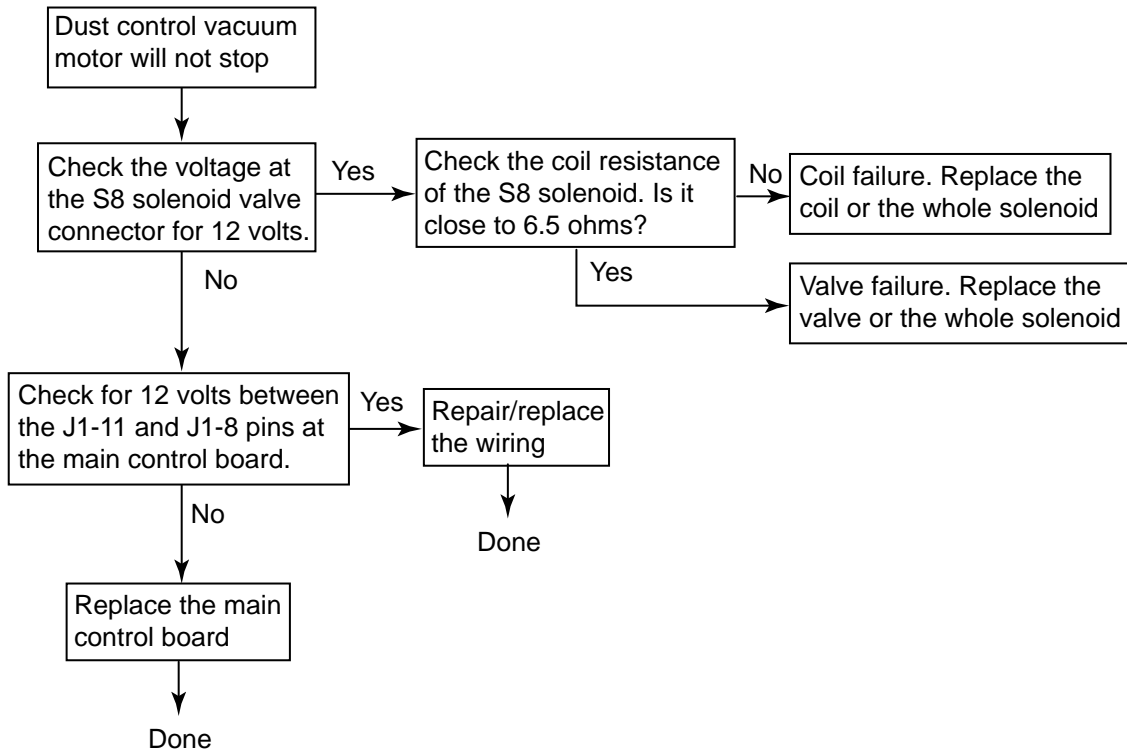 Dust control vacuum
motor will not stop
Check the voltage at
the S8 solenoid valve
connector for 12 volts.
Yes
Check the coil resistance
of the S8 solenoid. Is it
close to 6.5 ohms?
No
Coil failure. Replace the
coil or the whole solenoid
Yes
Valve failure. Replace the
valve or the whole solenoid
No
Check for 12 volts between
the J1-11 and J1-8 pins at
the main control board.
Yes
Repair/replace
the wiring
Done
No
Replace the main
control board
Done